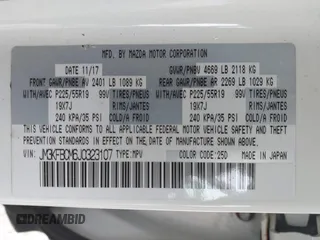 MFD. BY MAZDA MOTOR CORPORATION
DATE 11/17 GVWR/PNBV 4669 LB 2118 KG
FRONT GAWR/PNBE AV 2401 LB 1089 KG REAR GAWR/PNBE AR 2269 LB 1029 KG
WITH/AVEC P225/55R19 99V TIRES/PNEUS WITH/AVEC P225/55R19 99V TIRES/PNEUS
19X7J RIMS/JANTES 19X7J RIMS/JANTES
240 KPA/35 PSI COLD/A FROID 240 KPA/35 PSI COLD/A FROID
THIS VEHICLE CONFORMS TO ALL APPLICABLE FEDERAL MOTOR VEHICLE
SAFETY, BUMPER, AND THEFT PREVENTION STANDARDS IN EFFECT
ON THE DATE OF MANUFACTURE SHOWN ABOVE.
JM3KFBCM6J0323107 TYPE:MPV COLOR:25D MADE IN JAPAN
DREAMBID